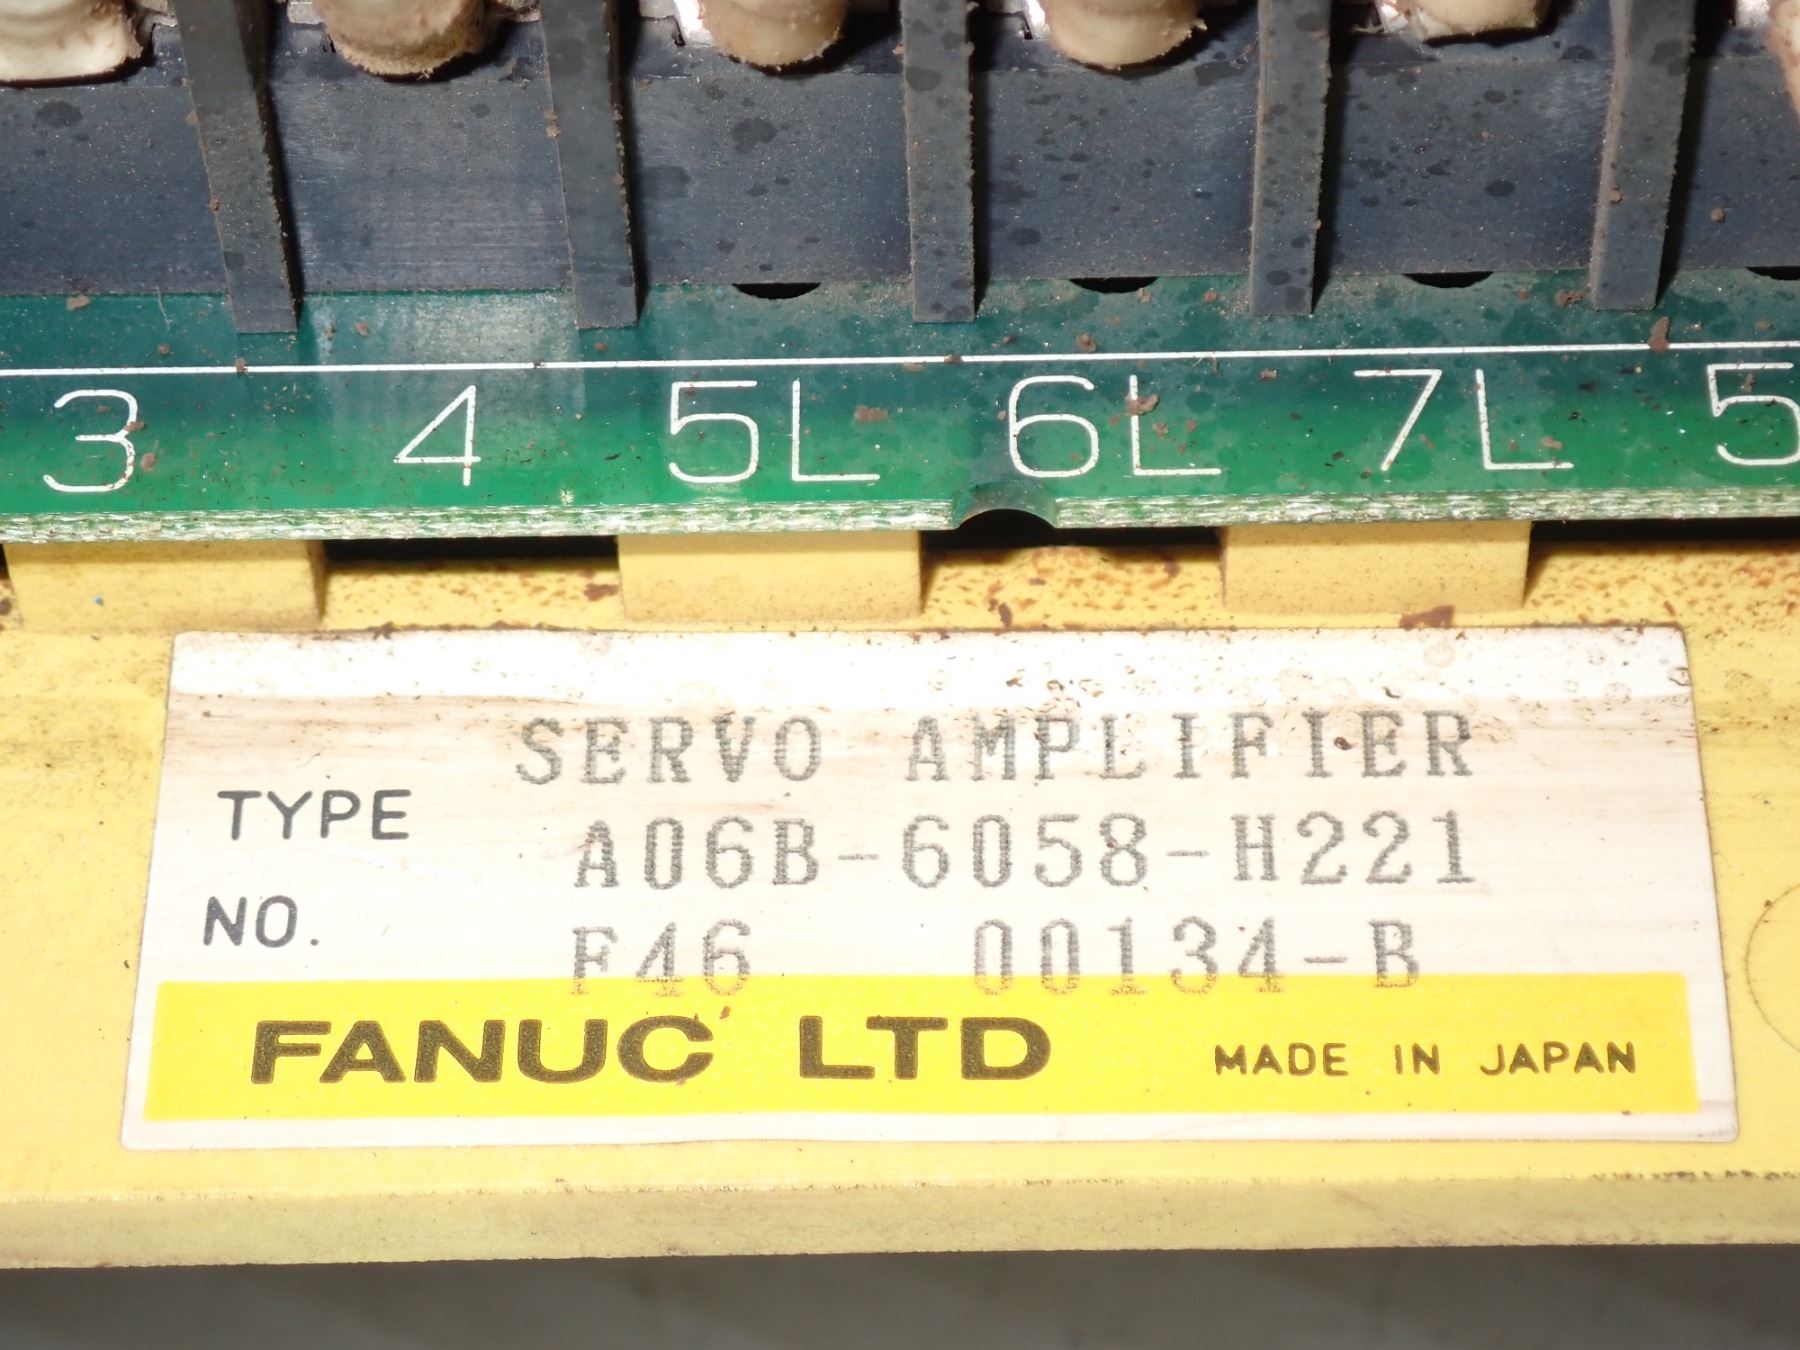 3 4 5L 6L 7L 5
SERVO AMPLIFIER
TYPE A06B-6058-H221
NO. F46 00134-B
FANUC LTD MADE IN JAPAN